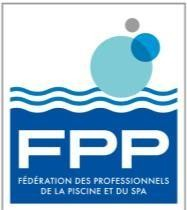 FPP
FÉDÉRATION DES PROFESSIONNELS
DE LA PISCINE ET DU SPA